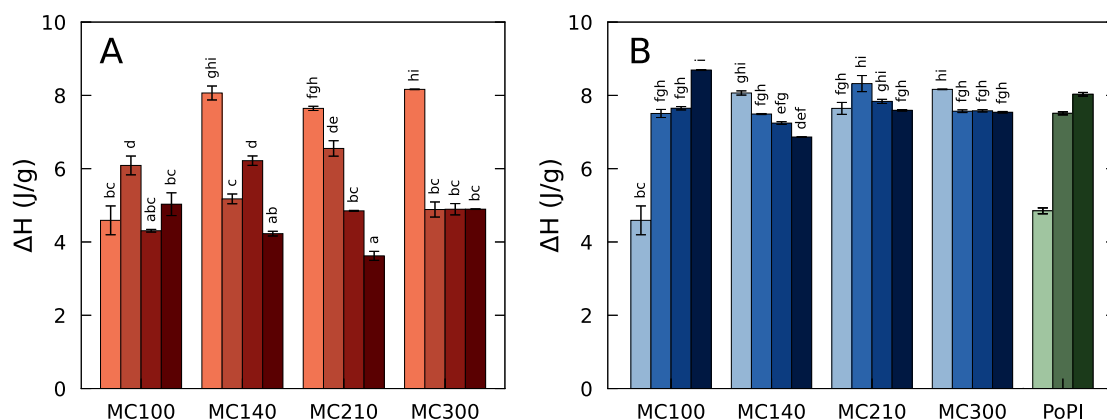 A
ΔH (J/g)
10
8
6
4
2
0
bc
d
abc
bc
ghi
c
d
ab
fgh
de
bc
a
hi
bc
bc
bc
MC100
MC140
MC210
MC300
B
ΔH (J/g)
10
8
6
4
2
0
bc
fgh
fgh
i
ghi
fgh
efg
def
fgh
hi
ghi
fgh
hi
fgh
fgh
fgh
MC100
MC140
MC210
MC300
PoPI